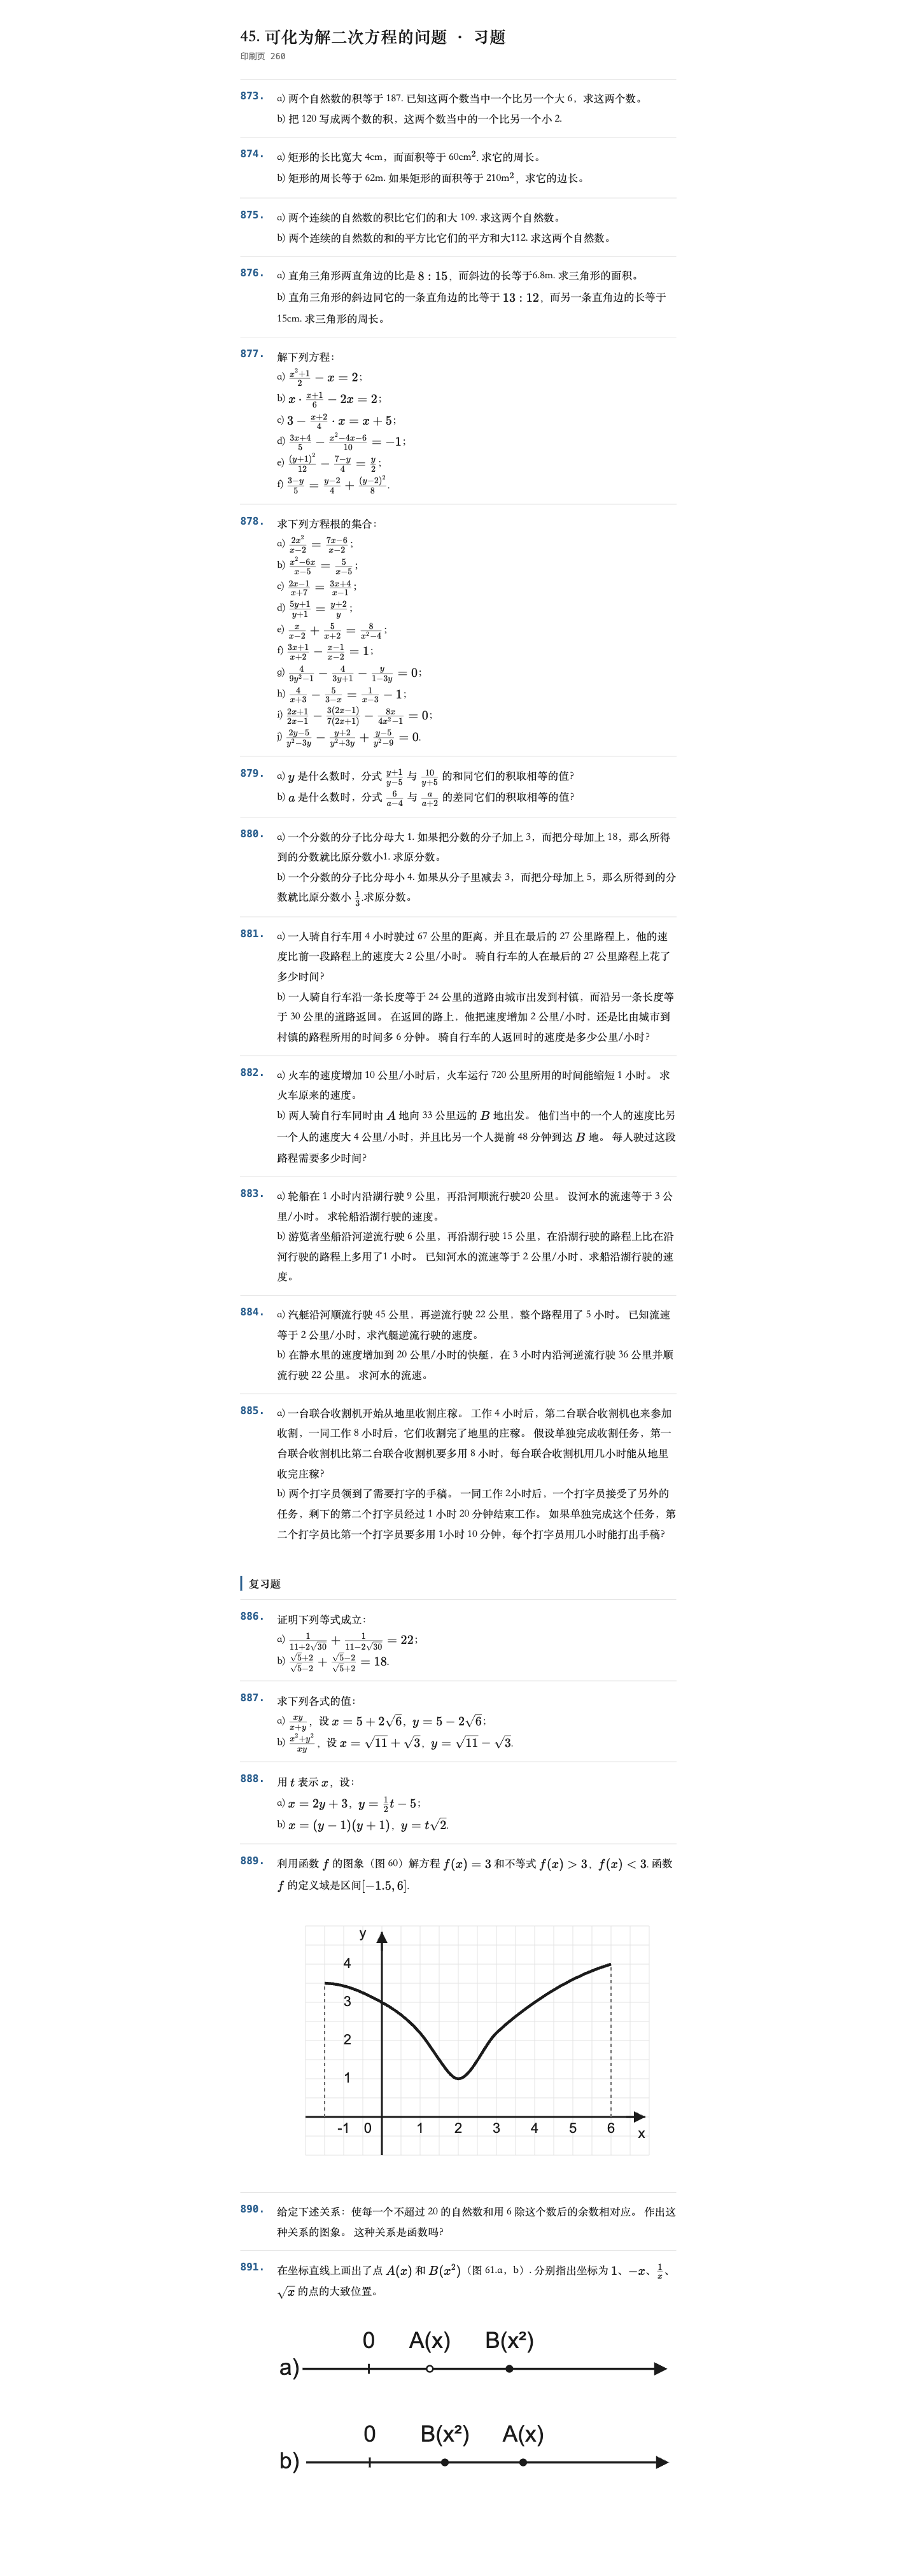 45. 可化为解二次方程的问题 · 习题
印刷页 260
873. a) 两个自然数的积等于 187. 已知这两个数当中一个比另一个大 6，求这两个数。
b) 把 120 写成两个数的积，这两个数当中的一个比另一个小 2.
874. a) 矩形的长比宽大 4cm，而面积等于 60cm². 求它的周长。
b) 矩形的周长等于 62m. 如果矩形的面积等于 210m²，求它的边长。
875. a) 两个连续的自然数的积比它们的和大 109. 求这两个自然数。
b) 两个连续的自然数的和的平方比它们的平方和大112. 求这两个自然数。
876. a) 直角三角形两直角边的比是 8 : 15，而斜边的长等于6.8m. 求三角形的面积。
b) 直角三角形的斜边同它的一条直角边的比等于 13 : 12，而另一条直角边的长等于
15cm. 求三角形的周长。
877. 解下列方程：
a) \frac{x²+1}{2} − x = 2；
b) x · \frac{x+1}{6} − 2x = 2；
c) 3 − \frac{x+2}{4} · x = x + 5；
d) \frac{3x+4}{5} − \frac{x²−4x−6}{10} = −1；
e) \frac{(y+1)²}{12} − \frac{7−y}{4} = \frac{y}{2}；
f) \frac{3−y}{5} = \frac{y−2}{4} + \frac{(y−2)²}{8}.
878. 求下列方程根的集合：
a) \frac{2x²}{x−2} = \frac{7x−6}{x−2}；
b) \frac{x²−6x}{x−5} = \frac{5}{x−5}；
c) \frac{2x−1}{x+7} = \frac{3x+4}{x−1}；
d) \frac{5y+1}{y+1} = \frac{y+2}{y}；
e) \frac{x}{x−2} + \frac{5}{x+2} = \frac{8}{x²−4}；
f) \frac{3x+1}{x+2} − \frac{x−1}{x−2} = 1；
g) \frac{4}{9y²−1} − \frac{4}{3y+1} − \frac{y}{1−3y} = 0；
h) \frac{4}{x+3} − \frac{5}{3−x} = \frac{1}{x−3} − 1；
i) \frac{2x+1}{2x−1} − \frac{3(2x−1)}{7(2x+1)} − \frac{8x}{4x²−1} = 0；
j) \frac{2y−5}{y²−3y} − \frac{y+2}{y²+3y} + \frac{y−5}{y²−9} = 0.
879. a) y 是什么数时，分式 \frac{y+1}{y−5} 与 \frac{10}{y+5} 的和同它们的积取相等的值?
b) a 是什么数时，分式 \frac{6}{a−4} 与 \frac{a}{a+2} 的差同它们的积取相等的值?
880. a) 一个分数的分子比分母大 1. 如果把分数的分子加上 3，而把分母加上 18，那么所得
到的分数就比原分数小1. 求原分数。
b) 一个分数的分子比分母小 4. 如果从分子里减去 3，而把分母加上 5，那么所得到的分
数就比原分数小 \frac{1}{3}.求原分数。
881. a) 一人骑自行车用 4 小时驶过 67 公里的距离，并且在最后的 27 公里路程上，他的速
度比前一段路程上的速度大 2 公里/小时。 骑自行车的人在最后的 27 公里路程上花了
多少时间?
b) 一人骑自行车沿一条长度等于 24 公里的道路由城市出发到村镇，而沿另一条长度等
于 30 公里的道路返回。 在返回的路上，他把速度增加 2 公里/小时，还是比由城市到
村镇的路程所用的时间多 6 分钟。 骑自行车的人返回时的速度是多少公里/小时?
882. a) 火车的速度增加 10 公里/小时后，火车运行 720 公里所用的时间能缩短 1 小时。 求
火车原来的速度。
b) 两人骑自行车同时由 A 地向 33 公里远的 B 地出发。 他们当中的一个人的速度比另
一个人的速度大 4 公里/小时，并且比另一个人提前 48 分钟到达 B 地。 每人驶过这段
路程需要多少时间?
883. a) 轮船在 1 小时内沿湖行驶 9 公里，再沿河顺流行驶20 公里。 设河水的流速等于 3 公
里/小时。 求轮船沿湖行驶的速度。
b) 游览者坐船沿河逆流行驶 6 公里，再沿湖行驶 15 公里，在沿湖行驶的路程上比在沿
河行驶的路程上多用了1 小时。 已知河水的流速等于 2 公里/小时，求船沿湖行驶的速
度。
884. a) 汽艇沿河顺流行驶 45 公里，再逆流行驶 22 公里，整个路程用了 5 小时。 已知流速
等于 2 公里/小时，求汽艇逆流行驶的速度。
b) 在静水里的速度增加到 20 公里/小时的快艇，在 3 小时内沿河逆流行驶 36 公里并顺
流行驶 22 公里。 求河水的流速。
885. a) 一台联合收割机开始从地里收割庄稼。 工作 4 小时后，第二台联合收割机也来参加
收割，一同工作 8 小时后，它们收割完了地里的庄稼。 假设单独完成收割任务，第一
台联合收割机比第二台联合收割机要多用 8 小时，每台联合收割机用几小时能从地里
收完庄稼?
b) 两个打字员领到了需要打字的手稿。 一同工作 2小时后，一个打字员接受了另外的
任务，剩下的第二个打字员经过 1 小时 20 分钟结束工作。 如果单独完成这个任务，第
二个打字员比第一个打字员要多用 1小时 10 分钟，每个打字员用几小时能打出手稿?
复习题
886. 证明下列等式成立：
a) \frac{1}{11+2√30} + \frac{1}{11−2√30} = 22；
b) \frac{√5+2}{√5−2} + \frac{√5−2}{√5+2} = 18.
887. 求下列各式的值：
a) \frac{xy}{x+y}，设 x = 5 + 2√6，y = 5 − 2√6；
b) \frac{x²+y²}{xy}，设 x = √11 + √3，y = √11 − √3.
888. 用 t 表示 x，设：
a) x = 2y + 3，y = \frac{1}{2}t − 5；
b) x = (y − 1)(y + 1)，y = t√2.
889. 利用函数 f 的图象（图 60）解方程 f(x) = 3 和不等式 f(x) > 3，f(x) < 3. 函数
f 的定义域是区间[−1.5, 6].
y
4
3
2
1
-1 0 1 2 3 4 5 6
x
890. 给定下述关系：使每一个不超过 20 的自然数和用 6 除这个数后的余数相对应。 作出这
种关系的图象。 这种关系是函数吗?
891. 在坐标直线上画出了点 A(x) 和 B(x²)（图 61.a，b）. 分别指出坐标为 1、−x、\frac{1}{x}、
√x 的点的大致位置。
0 A(x) B(x²)
a)
0 B(x²) A(x)
b)